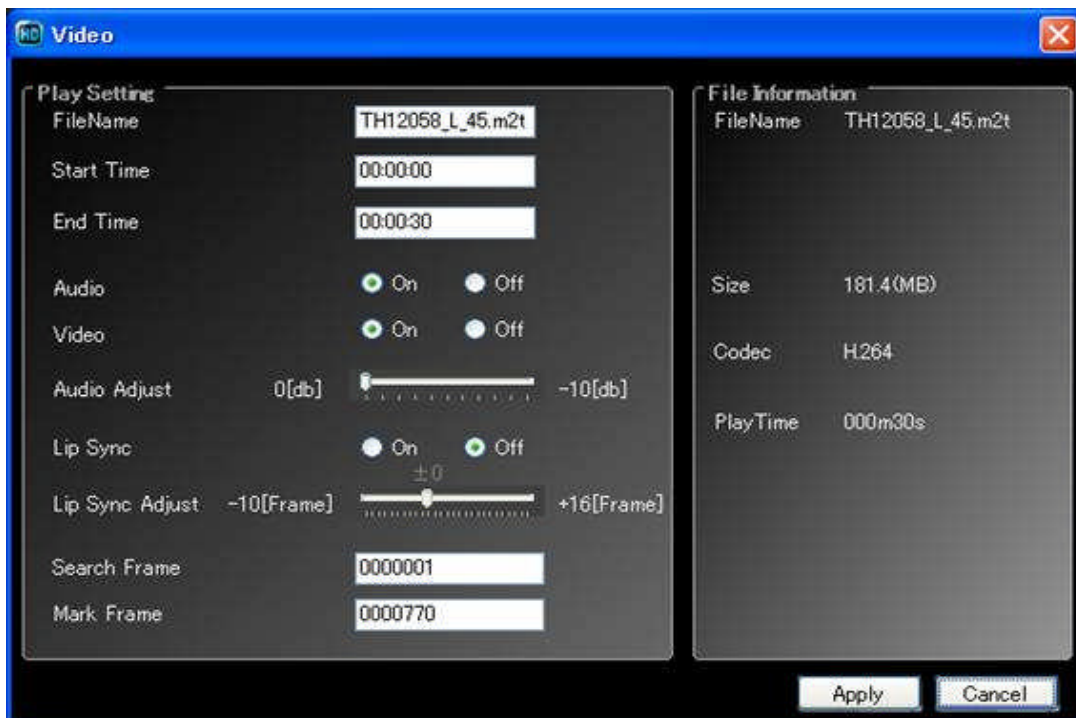 HD Video
Play Setting
FileName TH12058_L_45.m2t
Start Time 00:00:00
End Time 00:00:30
Audio On Off
Video On Off
Audio Adjust 0[db] -10[db]
Lip Sync On Off
±0
Lip Sync Adjust -10[Frame] +16[Frame]
Search Frame 0000001
Mark Frame 0000770
File Information
FileName TH12058_L_45.m2t
Size 181.4(MB)
Codec H.264
PlayTime 000m30s
Apply Cancel